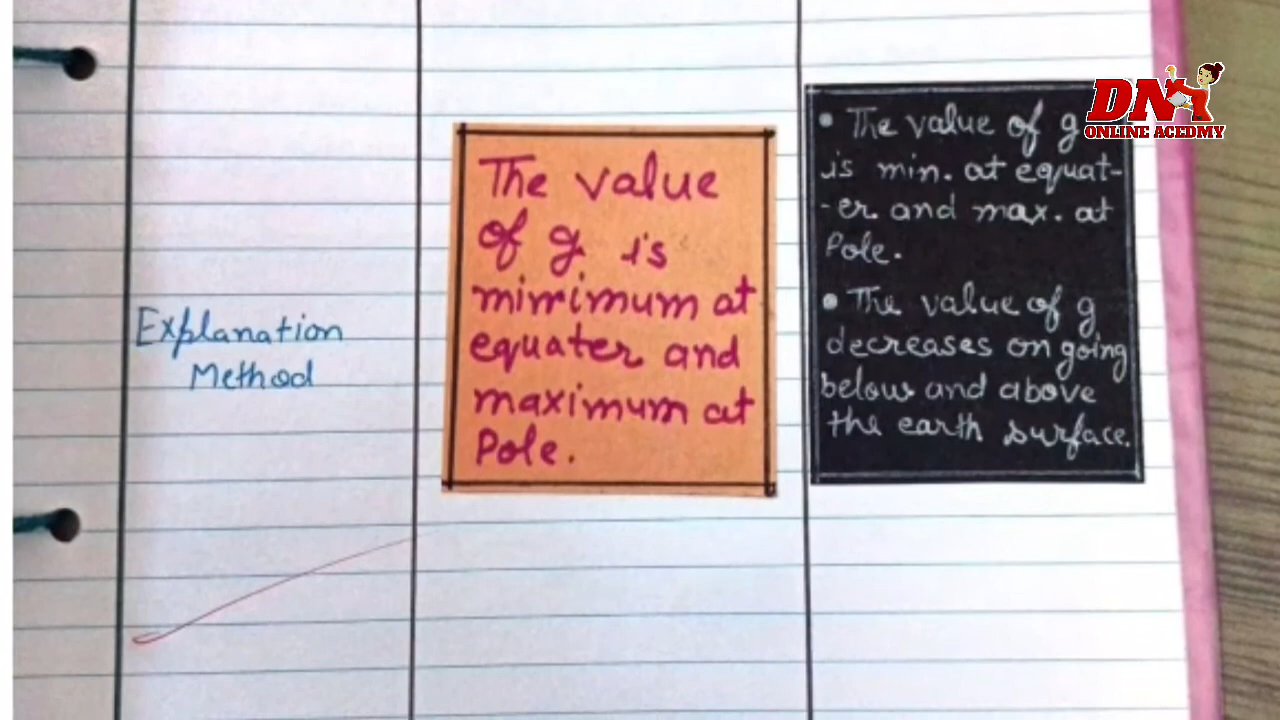 Explanation
Method
The value
of g is
minimum at
equater and
maximum at
Pole.
• The value of g
is min. at equat-
-er and max. at
Pole.
• The value of g
decreases on going
below and above
the earth surface.
DN
ONLINE ACEDMY